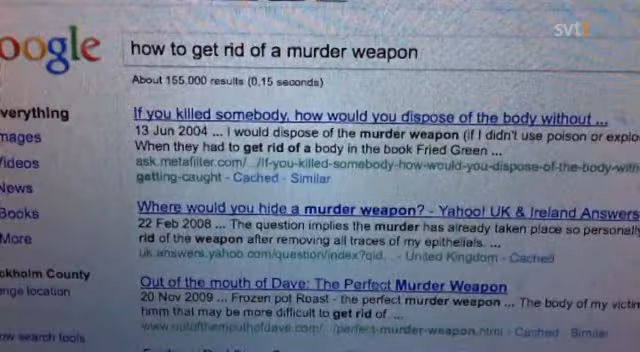 svt1
oogle
how to get rid of a murder weapon
About 155,000 results (0.15 seconds)
verything
If you killed somebody, how would you dispose of the body without ...
13 Jun 2004 ... I would dispose of the murder weapon (if I didn't use poison or explo
mages
When they had to get rid of a body in the book Fried Green ...
ideos
ask.metafilter.com/.../If-you-killed-somebody-how-would-you-dispose-of-the-body-with
getting-caught - Cached - Similar
News
Books
Where would you hide a murder weapon? - Yahoo! UK & Ireland Answers
22 Feb 2008 ... The question implies the murder has already taken place so personally
More
rid of the weapon after removing all traces of my epithelials. ...
uk.answers.yahoo.com/question/index?qid... - United Kingdom - Cached
ckholm County
Out of the mouth of Dave: The Perfect Murder Weapon
nge location
20 Nov 2009 ... Frozen pot Roast - the perfect murder weapon ... The body of my victim
hmm that may be more difficult to get rid of ...
www.outofthemouthofdave.com/.../perfect-murder-weapon.html - Cached - Similar
ow search tools